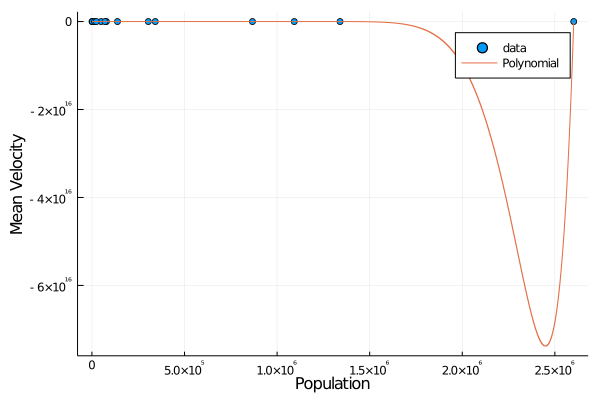 0
- 2×10¹⁶
- 4×10¹⁶
- 6×10¹⁶
Mean Velocity
data
Polynomial
0 5.0×10⁵ 1.0×10⁶ 1.5×10⁶ 2.0×10⁶ 2.5×10⁶
Population